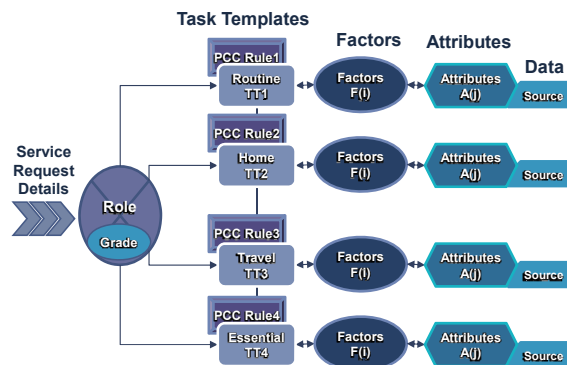 Task Templates
Factors
Attributes
Data
PCC Rule1
Routine
TT1
Factors
F(i)
Attributes
A(j)
Source
Service
Request
Details
Role
Grade
PCC Rule2
Home
TT2
Factors
F(i)
Attributes
A(j)
Source
PCC Rule3
Travel
TT3
Factors
F(i)
Attributes
A(j)
Source
PCC Rule4
Essential
TT4
Factors
F(i)
Attributes
A(j)
Source